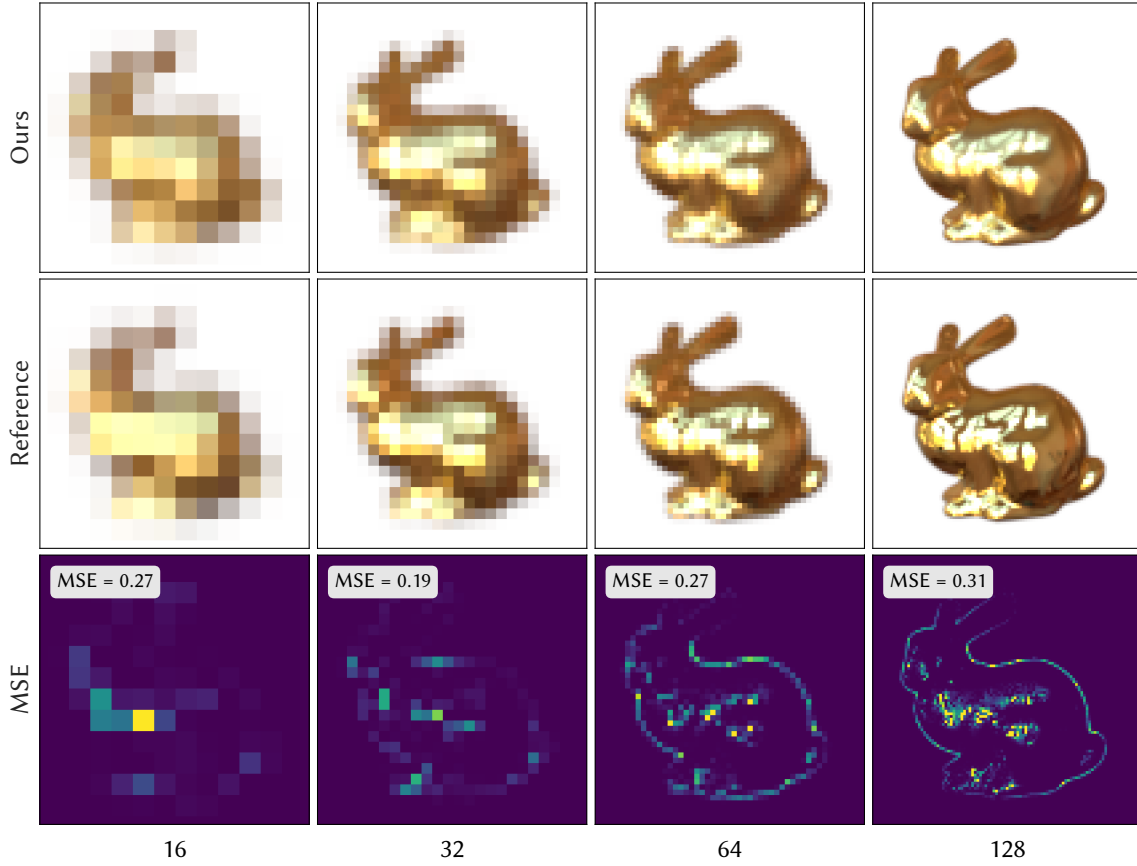 Ours
Reference
MSE
MSE = 0.27
MSE = 0.19
MSE = 0.27
MSE = 0.31
16
32
64
128